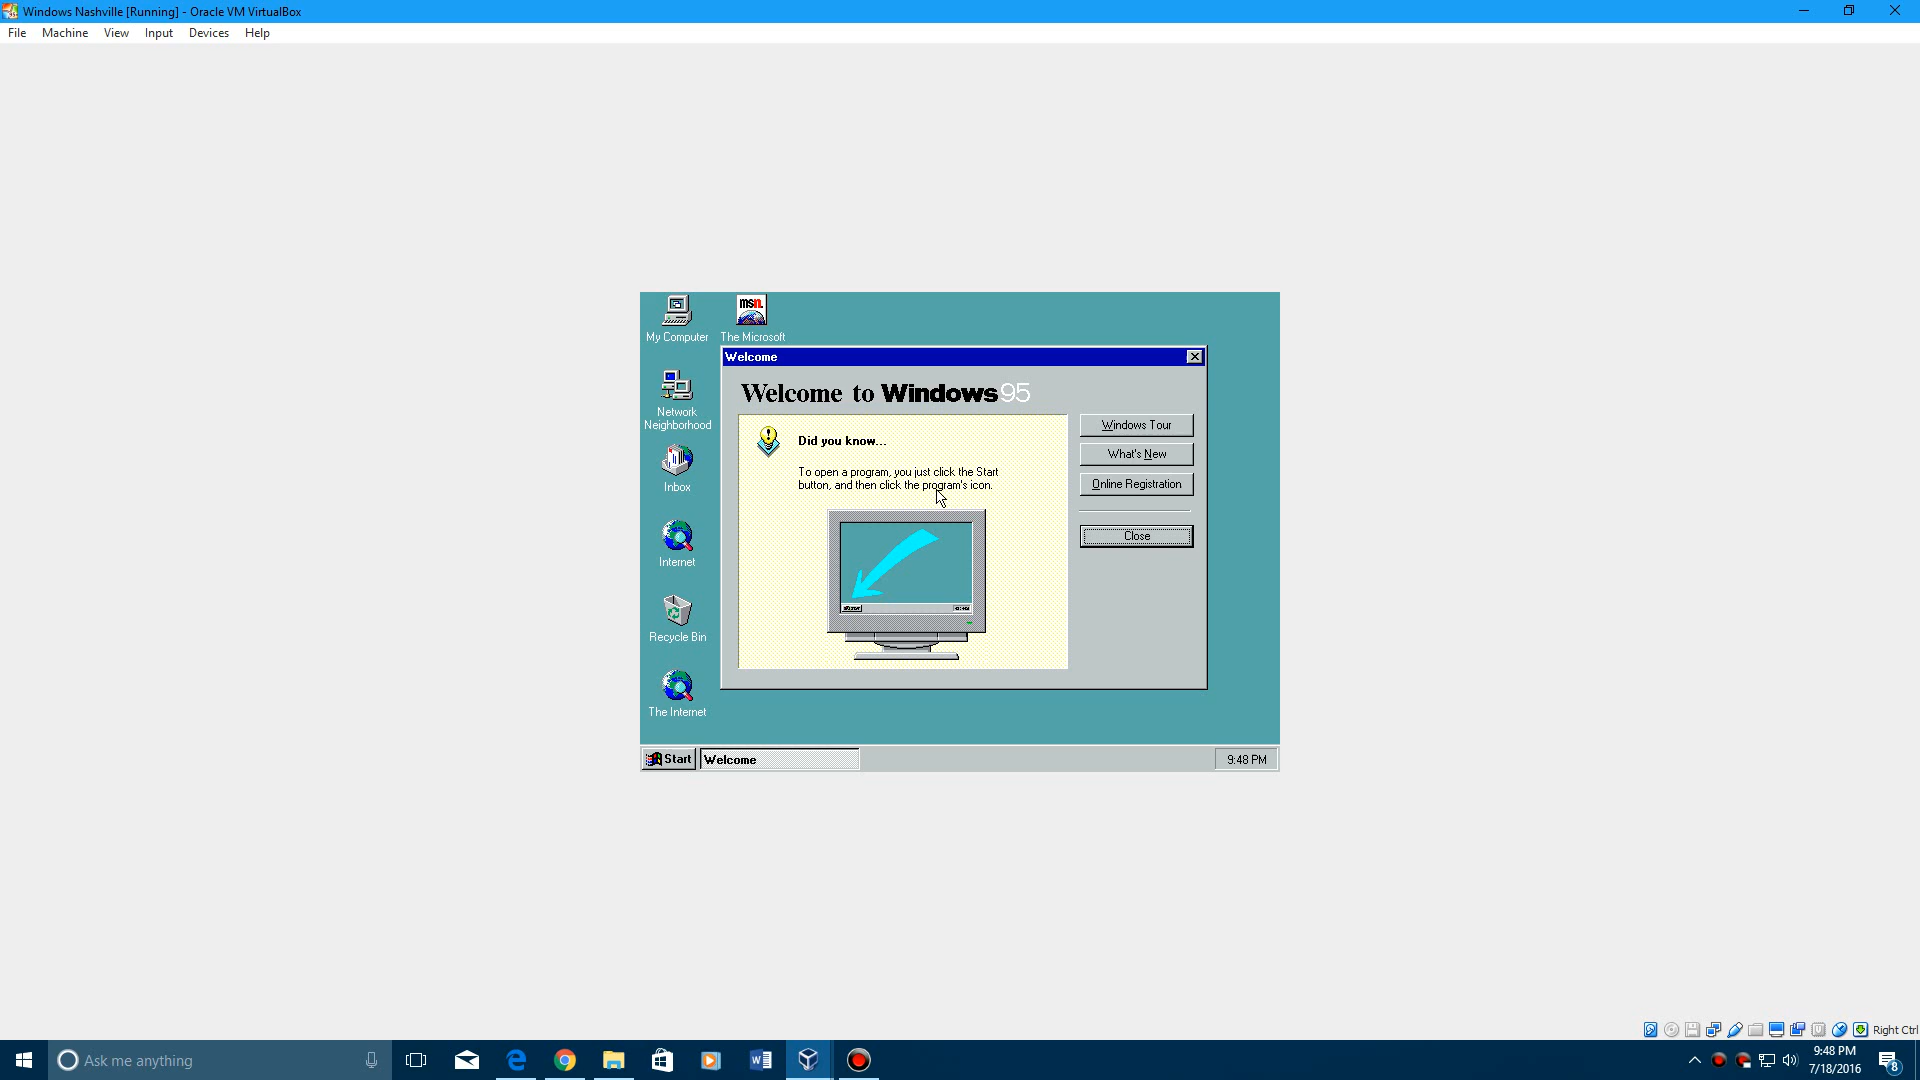 Windows Nashville [Running] - Oracle VM VirtualBox
File Machine View Input Devices Help
My Computer
msn.
The Microsoft
Network
Neighborhood
Inbox
Internet
Recycle Bin
The Internet
Welcome
Welcome to Windows 95
Did you know...
To open a program, you just click the Start
button, and then click the program's icon.
Windows Tour
What's New
Online Registration
Close
Start
Welcome
9:48 PM
Right Ctrl
Ask me anything
9:48 PM
7/18/2016
8